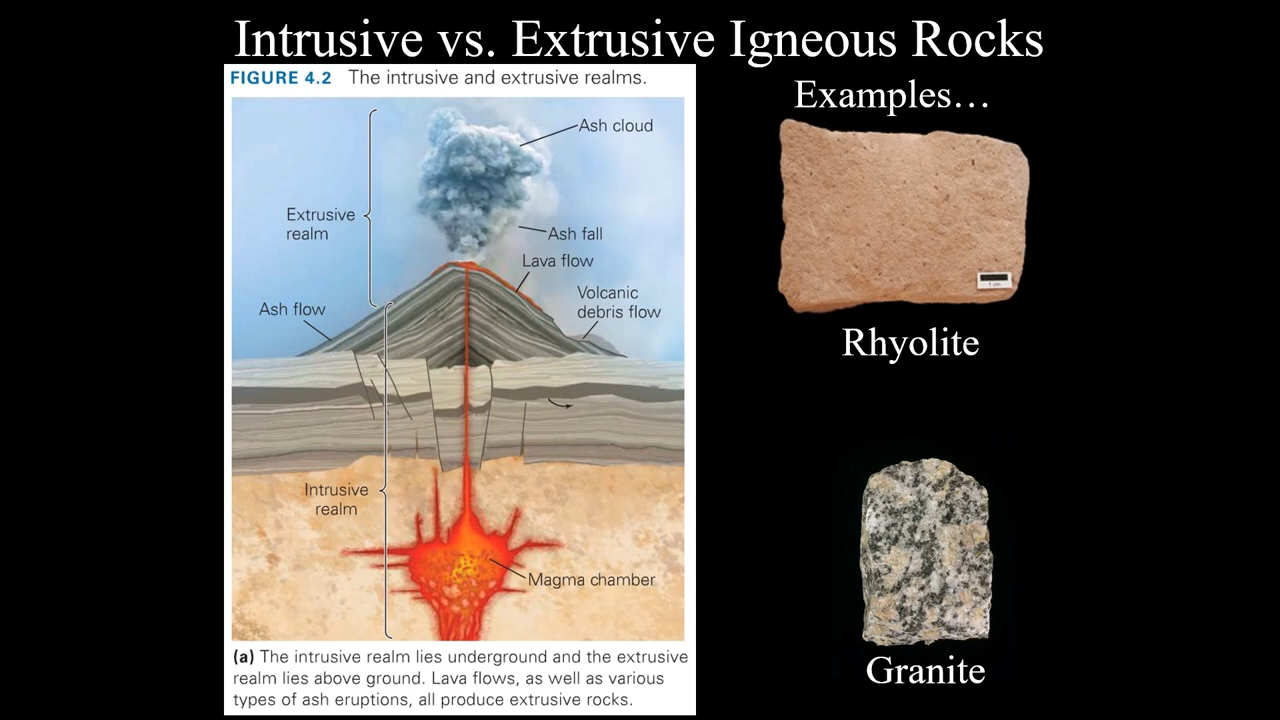 Intrusive vs. Extrusive Igneous Rocks
FIGURE 4.2 The intrusive and extrusive realms.
Ash cloud
Extrusive
realm
Ash fall
Lava flow
Ash flow
Volcanic
debris flow
Intrusive
realm
Magma chamber
(a) The intrusive realm lies underground and the extrusive
realm lies above ground. Lava flows, as well as various
types of ash eruptions, all produce extrusive rocks.
Examples…
Rhyolite
Granite